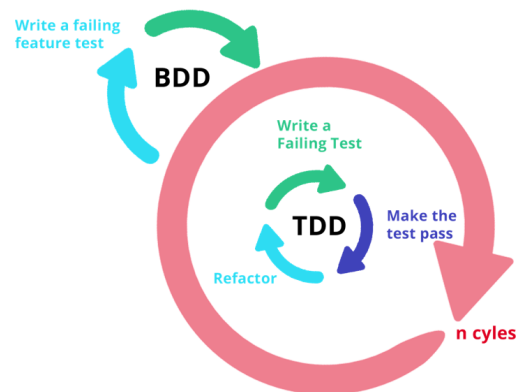 Write a failing
feature test
BDD
Write a
Failing Test
TDD
Make the
test pass
Refactor
n cyles